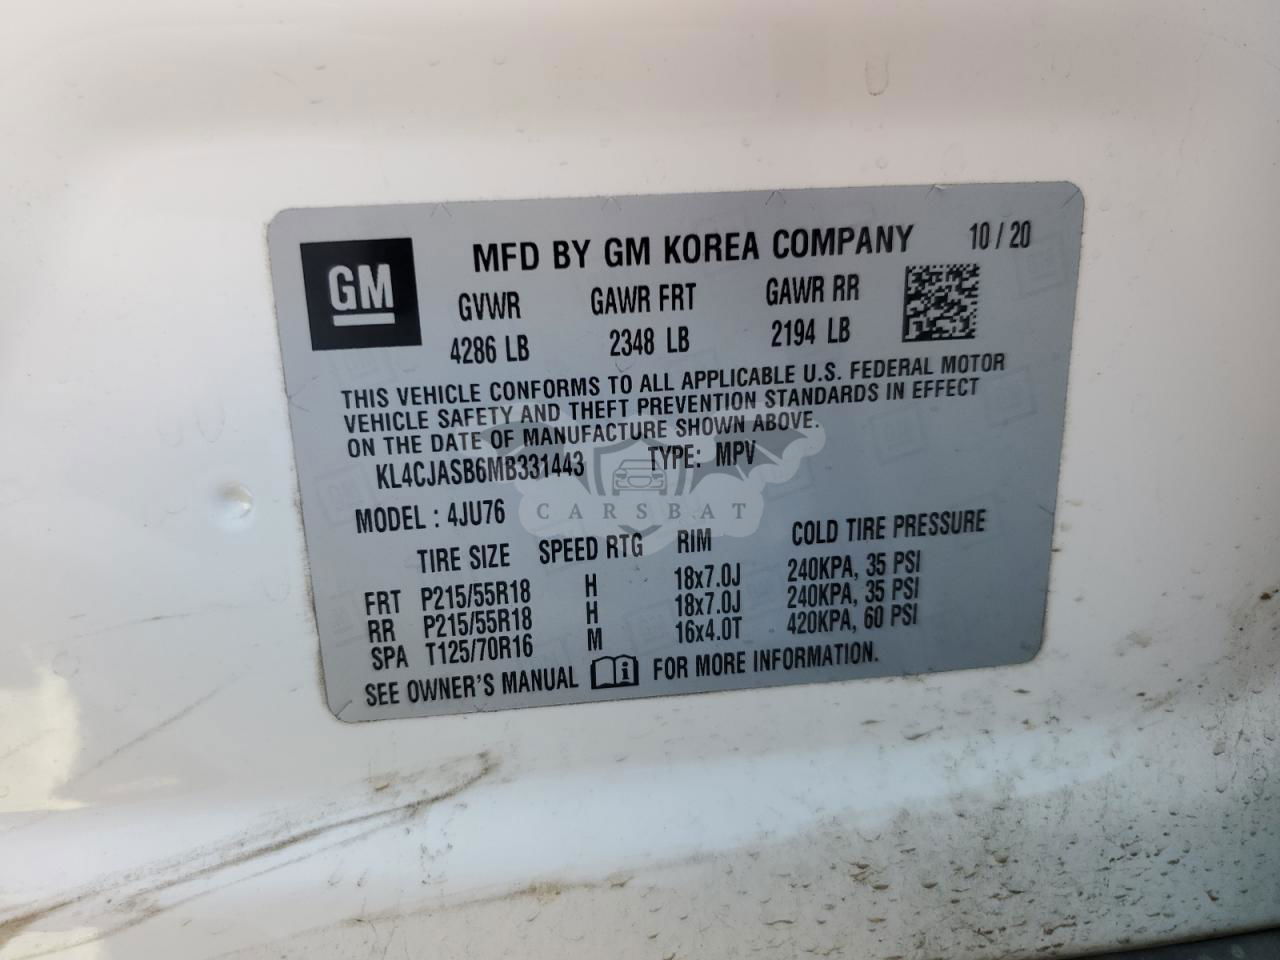 GM
MFD BY GM KOREA COMPANY 10 / 20
GVWR GAWR FRT GAWR RR
4286 LB 2348 LB 2194 LB
THIS VEHICLE CONFORMS TO ALL APPLICABLE U.S. FEDERAL MOTOR
VEHICLE SAFETY AND THEFT PREVENTION STANDARDS IN EFFECT
ON THE DATE OF MANUFACTURE SHOWN ABOVE.
KL4CJASB6MB331443 TYPE: MPV
CARSBAT
MODEL : 4JU76
TIRE SIZE SPEED RTG RIM COLD TIRE PRESSURE
FRT P215/55R18 H 18x7.0J 240KPA, 35 PSI
RR P215/55R18 H 18x7.0J 240KPA, 35 PSI
SPA T125/70R16 M 16x4.0T 420KPA, 60 PSI
SEE OWNER'S MANUAL i FOR MORE INFORMATION.